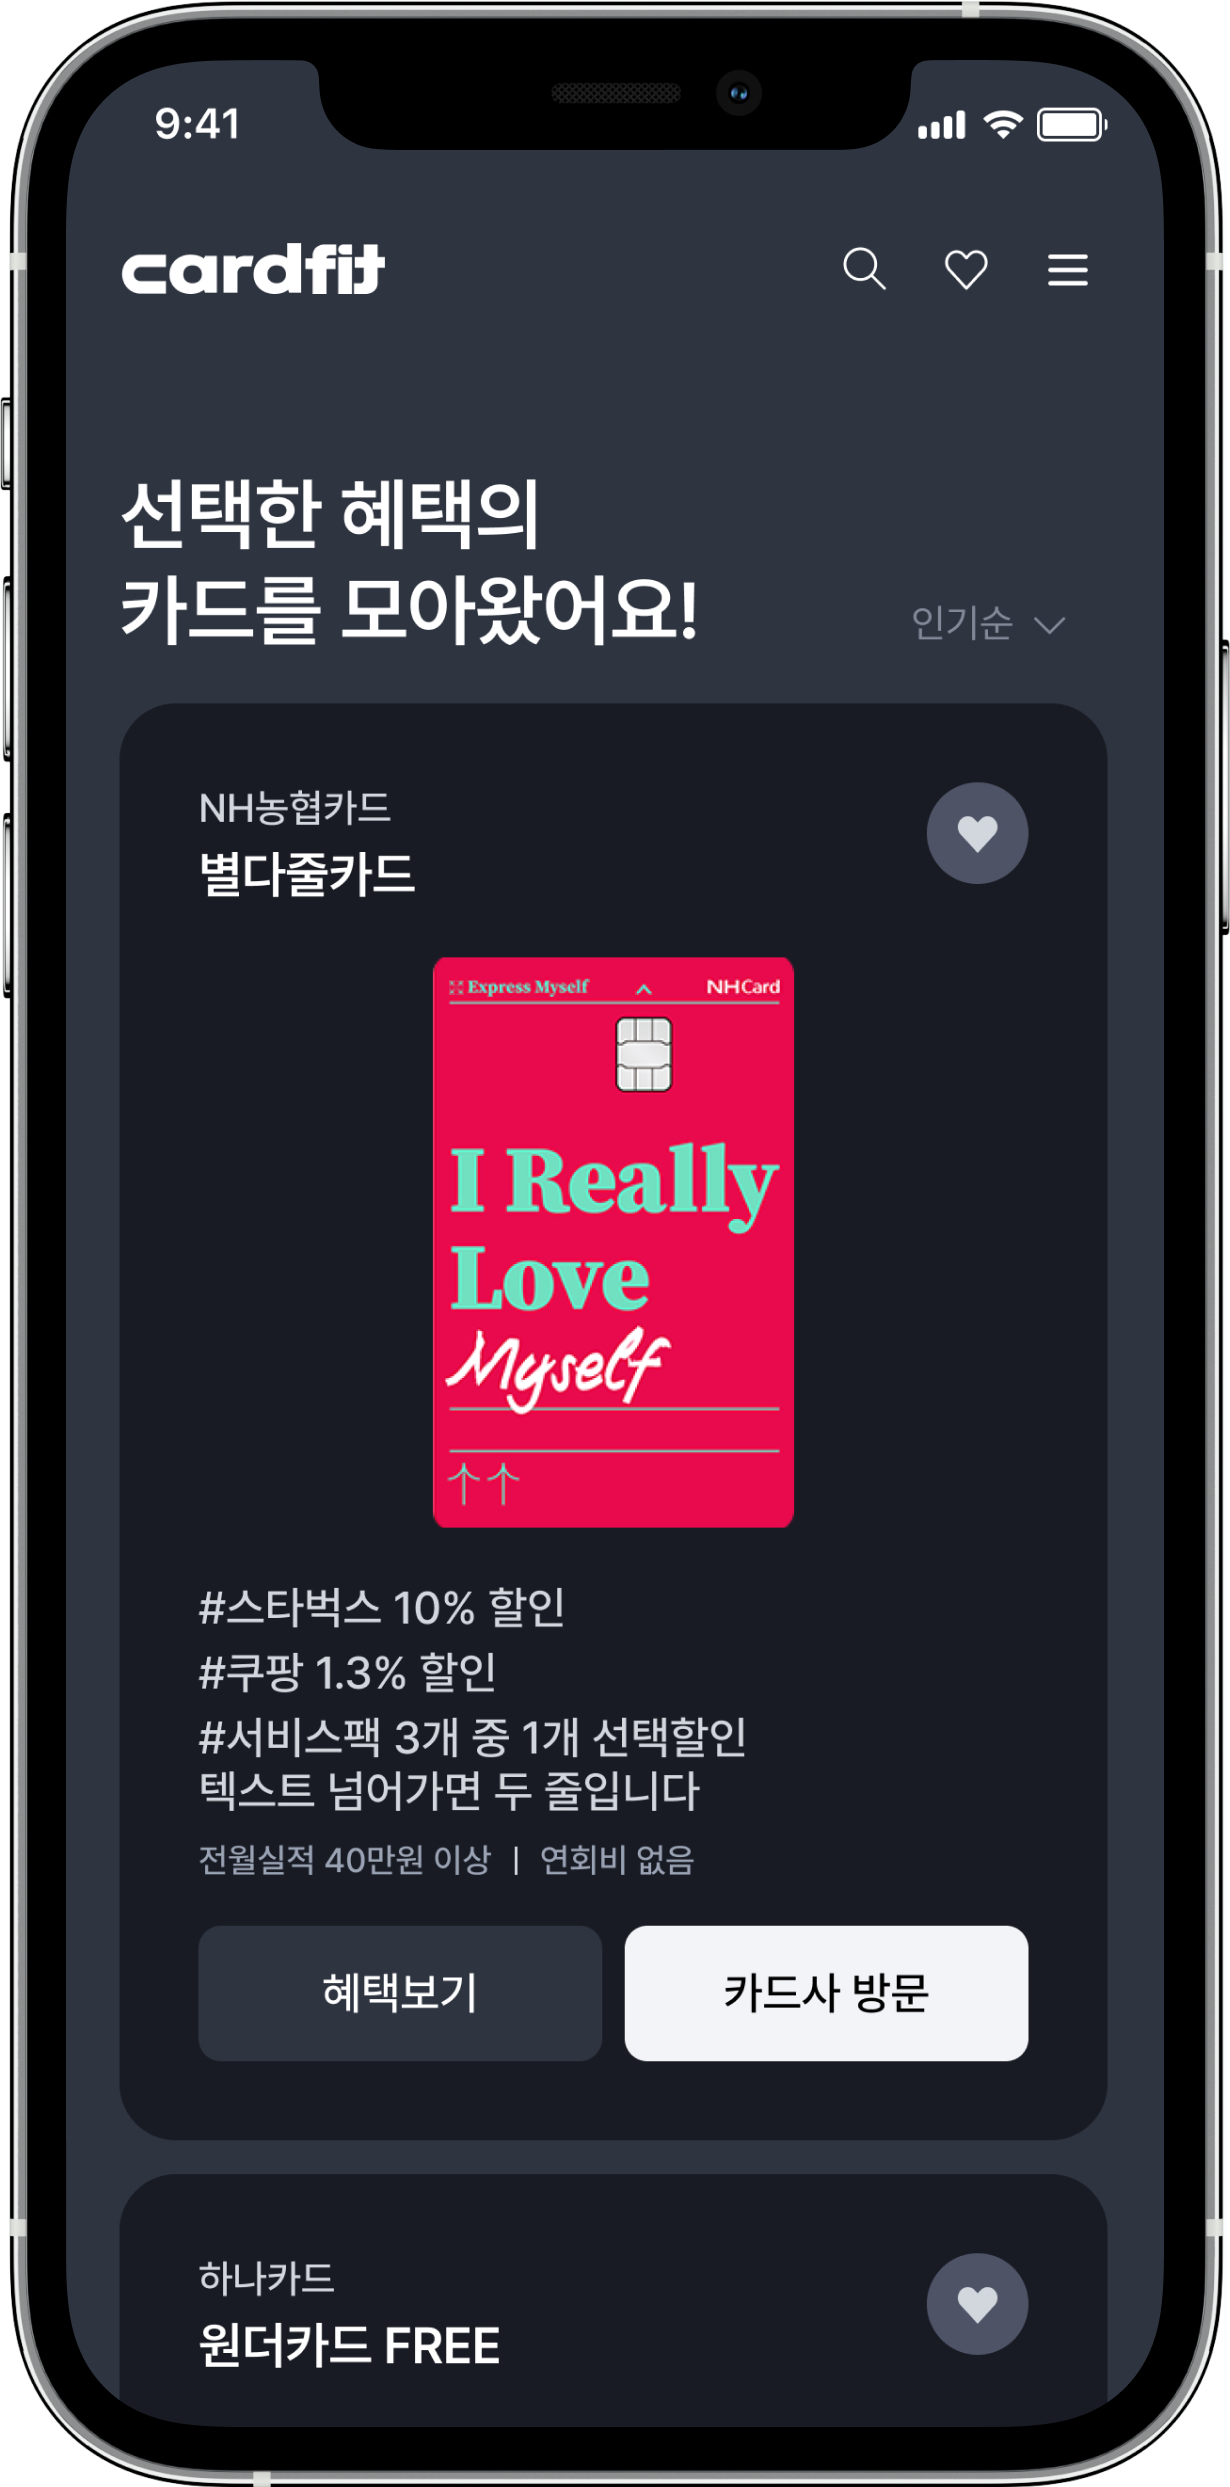 9:41
cardfit
선택한 혜택의
카드를 모아왔어요!
인기순
NH농협카드
별다줄카드
Express Myself
NHCard
I Really
Love
Myself
#스타벅스 10% 할인
#쿠팡 1.3% 할인
#서비스팩 3개 중 1개 선택할인
텍스트 넘어가면 두 줄입니다
전월실적 40만원 이상 | 연회비 없음
혜택보기
카드사 방문
하나카드
원더카드 FREE